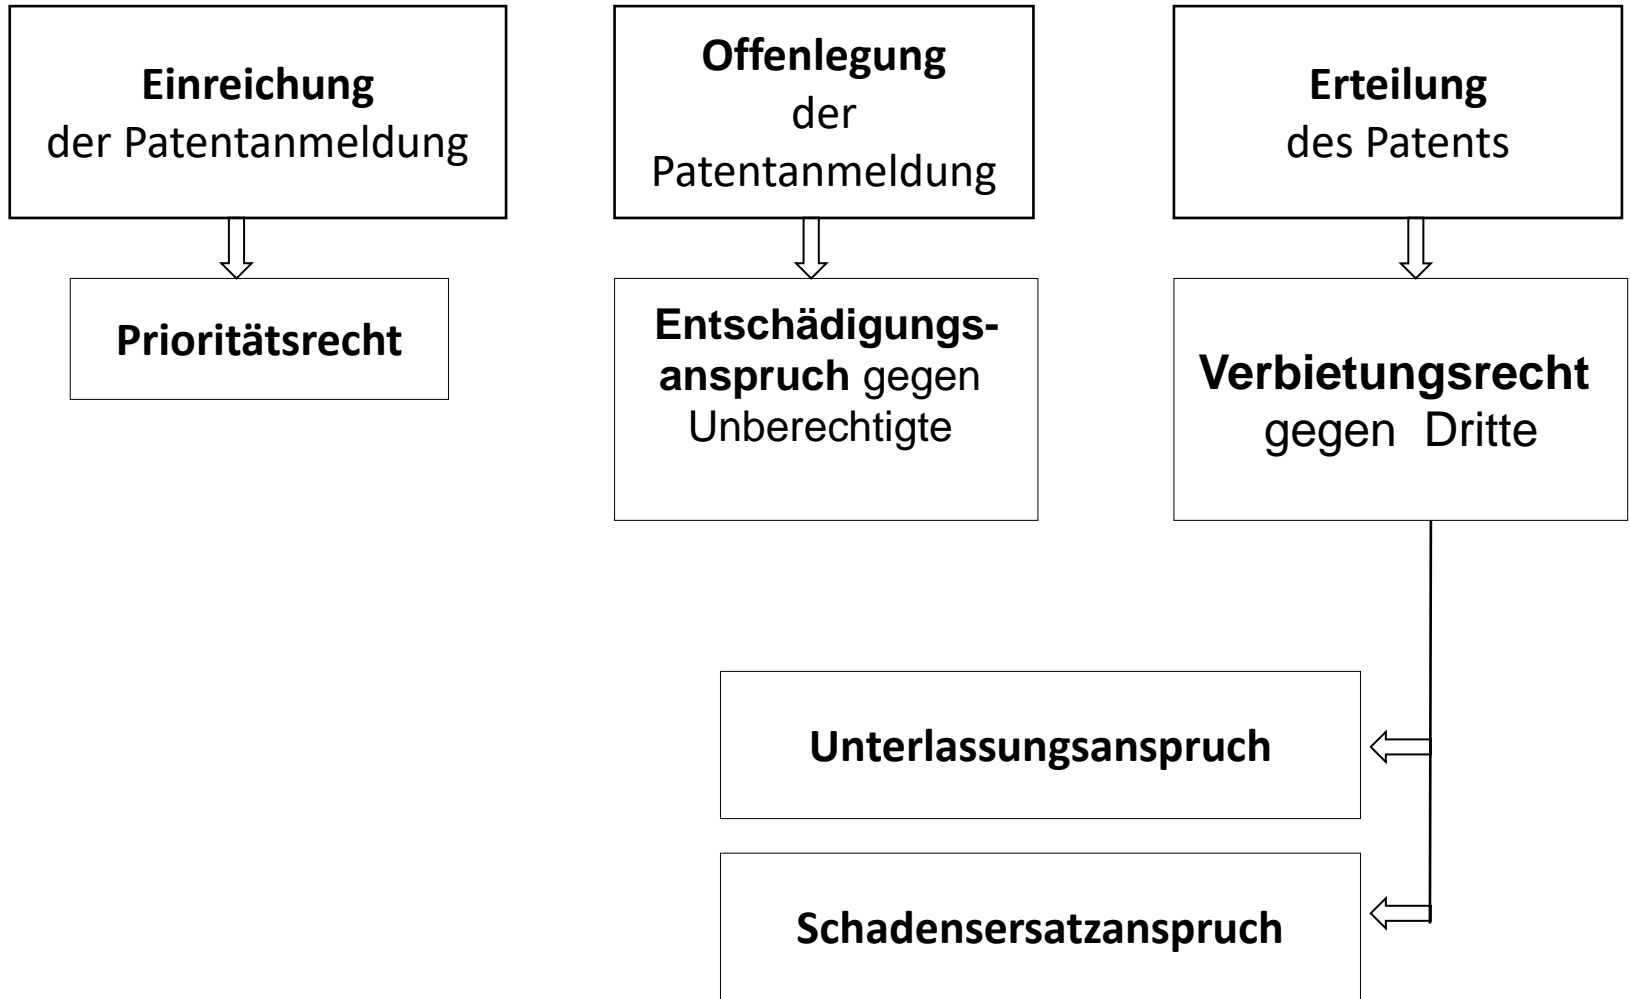 Einreichung
der Patentanmeldung
Offenlegung
der
Patentanmeldung
Erteilung
des Patents
Prioritätsrecht
Entschädigungs-
anspruch gegen
Unberechtigte
Verbietungsrecht
gegen Dritte
Unterlassungsanspruch
Schadensersatzanspruch